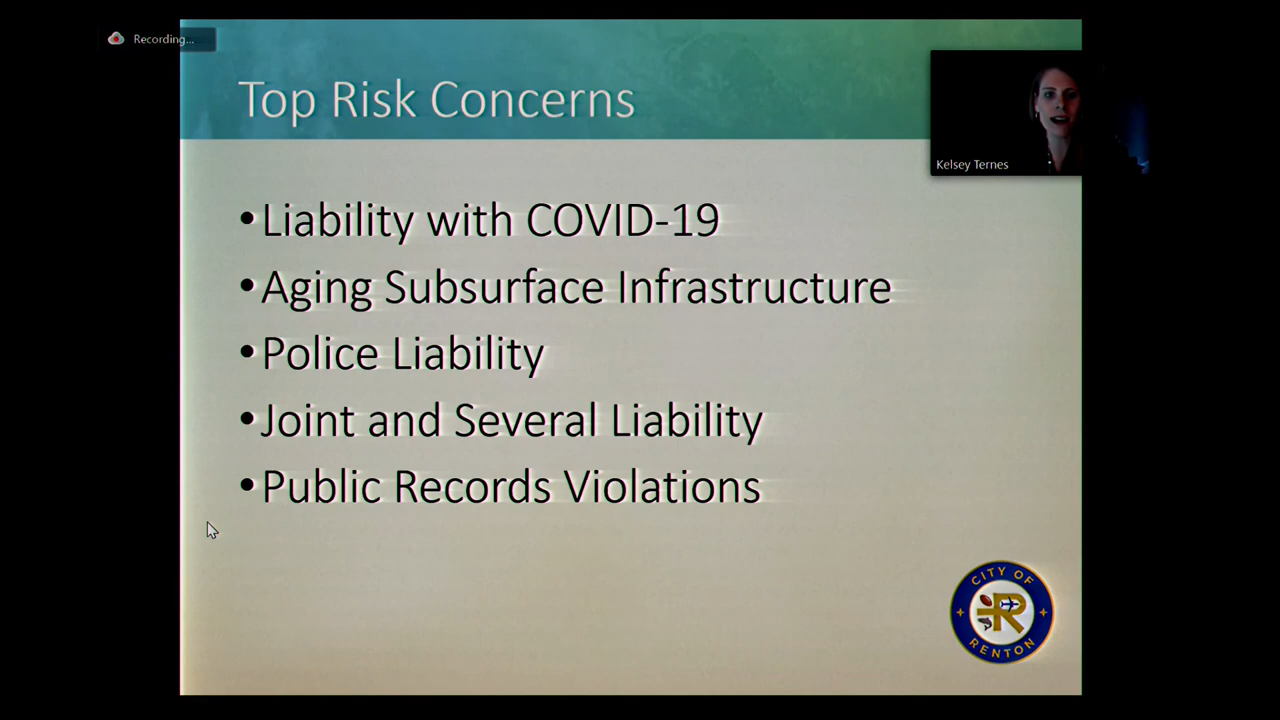 Recording...
Top Risk Concerns
Kelsey Ternes
•Liability with COVID-19
•Aging Subsurface Infrastructure
•Police Liability
•Joint and Several Liability
•Public Records Violations
CITY OF
R
RENTON